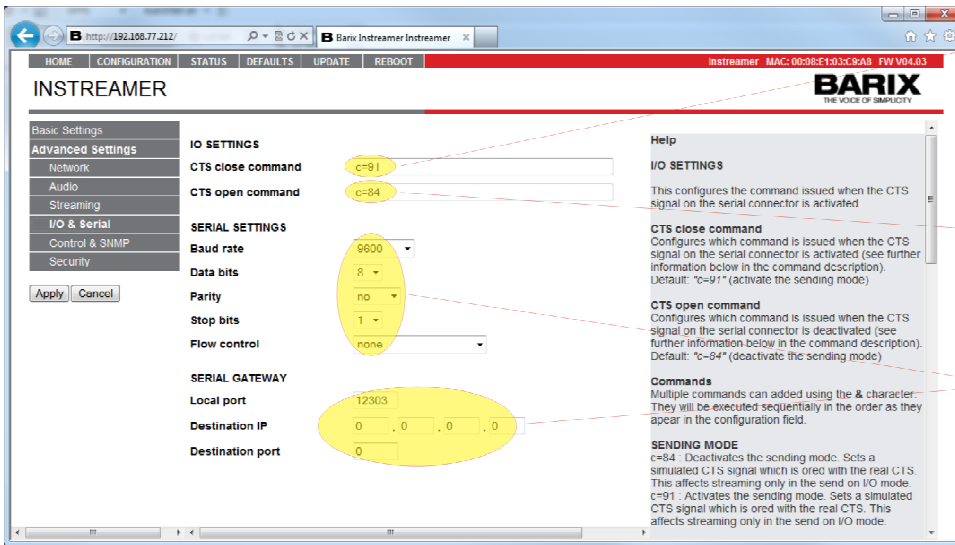 http://192.168.77.212/
Barix Instreamer Instreamer
HOME CONFIGURATION STATUS DEFAULTS UPDATE REBOOT
Instreamer MAC: 00:08:E1:03:C9:A8 FW V04.03
INSTREAMER
BARIX
THE VOICE OF SIMPLICITY
Basic Settings
Advanced Settings
Network
Audio
Streaming
I/O & Serial
Control & SNMP
Security
Apply Cancel
IO SETTINGS
CTS close command c=91
CTS open command c=84
SERIAL SETTINGS
Baud rate 9600
Data bits 8
Parity no
Stop bits 1
Flow control none
SERIAL GATEWAY
Local port 12303
Destination IP 0 . 0 . 0 . 0
Destination port 0
Help
I/O SETTINGS
This configures the command issued when the CTS
signal on the serial connector is activated
CTS close command
Configures which command is issued when the CTS
signal on the serial connector is activated (see further
information below in the command description).
Default: "c=91" (activate the sending mode)
CTS open command
Configures which command is issued when the CTS
signal on the serial connector is deactivated (see
further information below in the command description).
Default: "c=84" (deactivate the sending mode)
Commands
Multiple commands can added using the & character.
They will be executed sequentially in the order as they
apear in the configuration field.
SENDING MODE
c=84 : Deactivates the sending mode. Sets a
simulated CTS signal which is ored with the real CTS.
This affects streaming only in the send on I/O mode.
c=91 : Activates the sending mode. Sets a simulated
CTS signal which is ored with the real CTS. This
affects streaming only in the send on I/O mode.